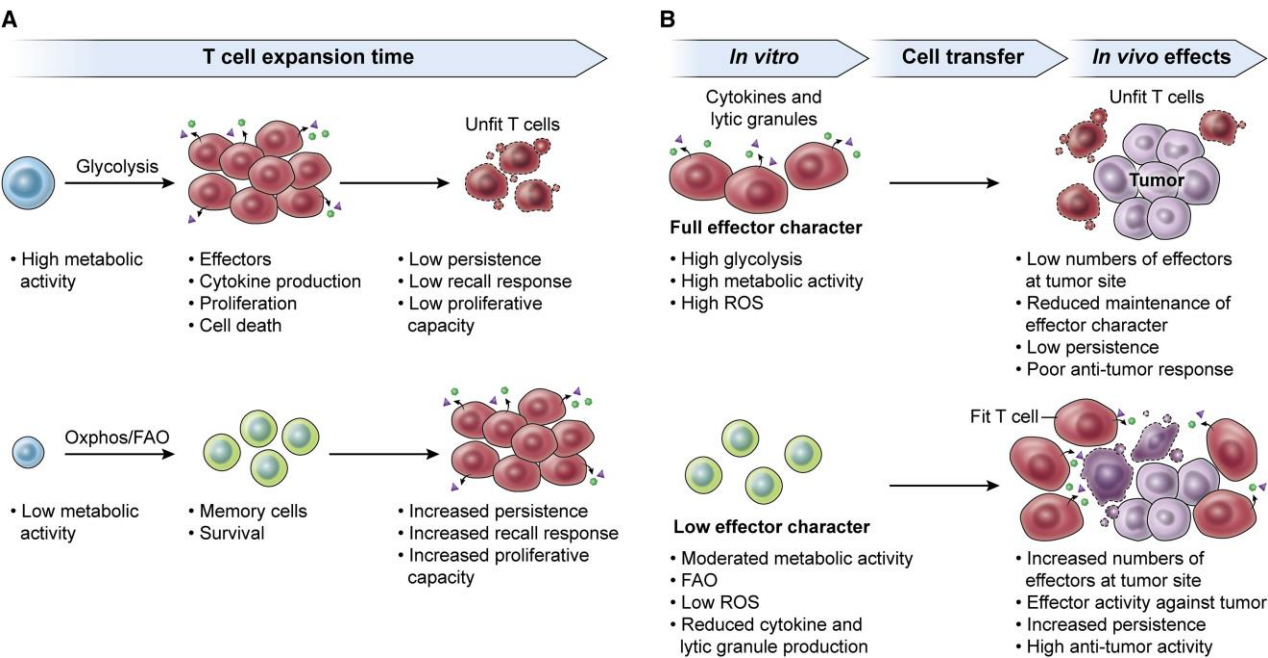 A
T cell expansion time
Glycolysis
Unfit T cells
• High metabolic
activity
• Effectors
• Cytokine production
• Proliferation
• Cell death
• Low persistence
• Low recall response
• Low proliferative
capacity
Oxphos/FAO
• Low metabolic
activity
• Memory cells
• Survival
• Increased persistence
• Increased recall response
• Increased proliferative
capacity
B
In vitro
Cell transfer
In vivo effects
Cytokines and
lytic granules
Unfit T cells
Tumor
Full effector character
• High glycolysis
• High metabolic activity
• High ROS
• Low numbers of effectors
at tumor site
• Reduced maintenance of
effector character
• Low persistence
• Poor anti-tumor response
Fit T cell
Low effector character
• Moderated metabolic activity
• FAO
• Low ROS
• Reduced cytokine and
lytic granule production
• Increased numbers of
effectors at tumor site
• Effector activity against tumor
• Increased persistence
• High anti-tumor activity